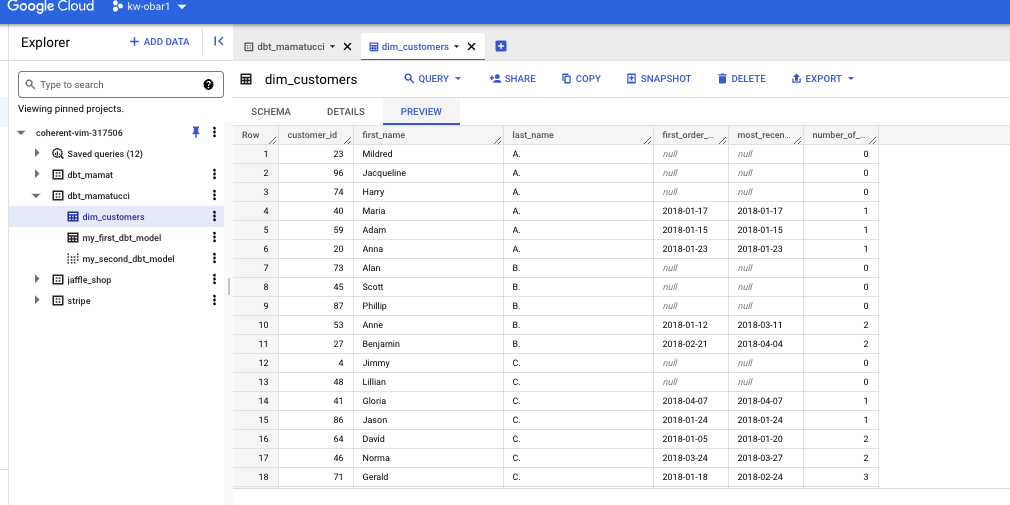 Google Cloud kw-obar1
Explorer + ADD DATA
Type to search
Viewing pinned projects.
coherent-vim-317506
Saved queries (12)
dbt_mamat
dbt_mamatucci
dim_customers
my_first_dbt_model
my_second_dbt_model
jaffle_shop
stripe
dbt_mamatucci dim_customers
dim_customers QUERY SHARE COPY SNAPSHOT DELETE EXPORT
SCHEMA DETAILS PREVIEW
Row customer_id first_name last_name first_order_... most_recen... number_of_...
1 23 Mildred A. null null 0
2 96 Jacqueline A. null null 0
3 74 Harry A. null null 0
4 40 Maria A. 2018-01-17 2018-01-17 1
5 59 Adam A. 2018-01-15 2018-01-15 1
6 20 Anna A. 2018-01-23 2018-01-23 1
7 73 Alan B. null null 0
8 45 Scott B. null null 0
9 87 Phillip B. null null 0
10 53 Anne B. 2018-01-12 2018-03-11 2
11 27 Benjamin B. 2018-02-21 2018-04-04 2
12 4 Jimmy C. null null 0
13 48 Lillian C. null null 0
14 41 Gloria C. 2018-04-07 2018-04-07 1
15 86 Jason C. 2018-01-24 2018-01-24 1
16 64 David C. 2018-01-05 2018-01-20 2
17 46 Norma C. 2018-03-24 2018-03-27 2
18 71 Gerald C. 2018-01-18 2018-02-24 3